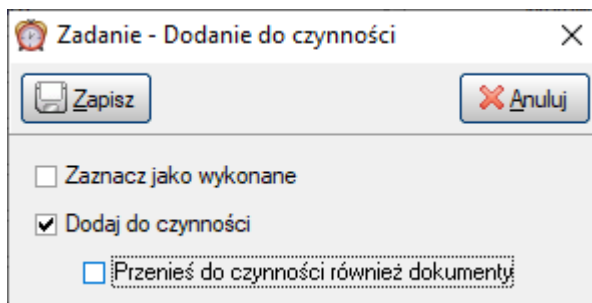 Zadanie - Dodanie do czynności
Zapisz
Anuluj
Zaznacz jako wykonane
Dodaj do czynności
Przenieś do czynności również dokumenty